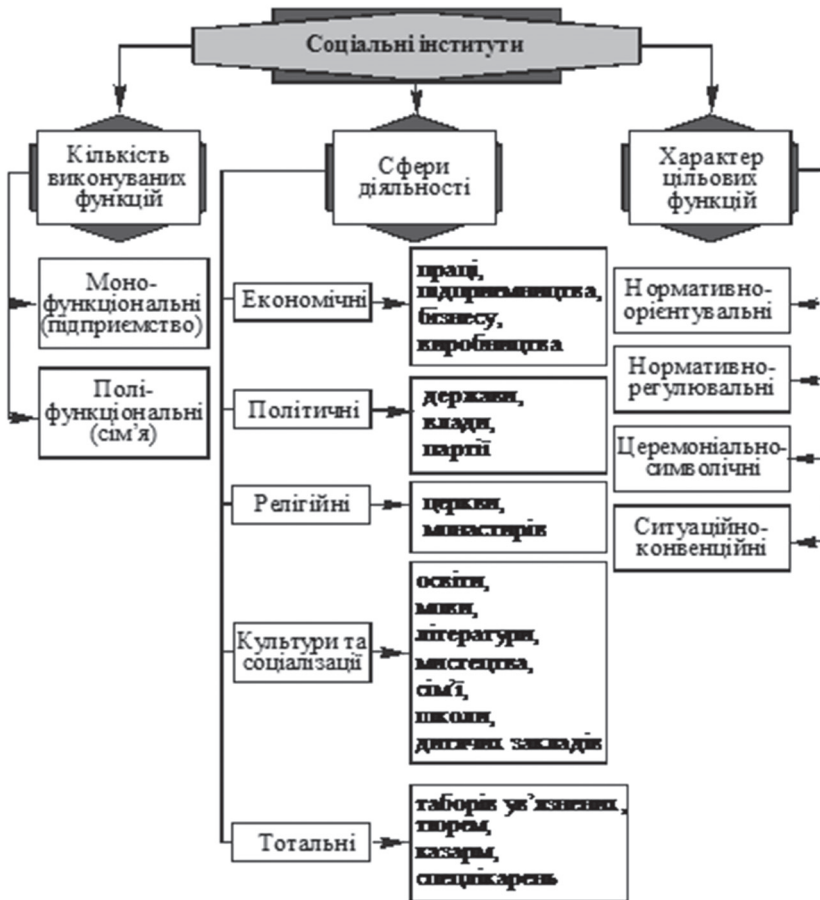 Соціальні інститути
Кількість
виконуваних
функцій
Моно-
функціональні
(підприємство)
Полі-
функціональні
(сім’я)
Сфери
діяльності
Економічні
праці,
підприємництва,
бізнесу,
виробництва
Політичні
держави,
влади,
партії
Релігійні
церкви,
монастирів
Культури та
соціалізації
освіти,
мови,
літератури,
мистецтва,
сім’ї,
школи,
дитячих закладів
Тотальні
таборів ув’язнених,
тюрем,
казарм,
спецлікарень
Характер
цільових
функцій
Нормативно-
орієнтувальні
Нормативно-
регулювальні
Церемоніально-
символічні
Ситуаційно-
конвенційні